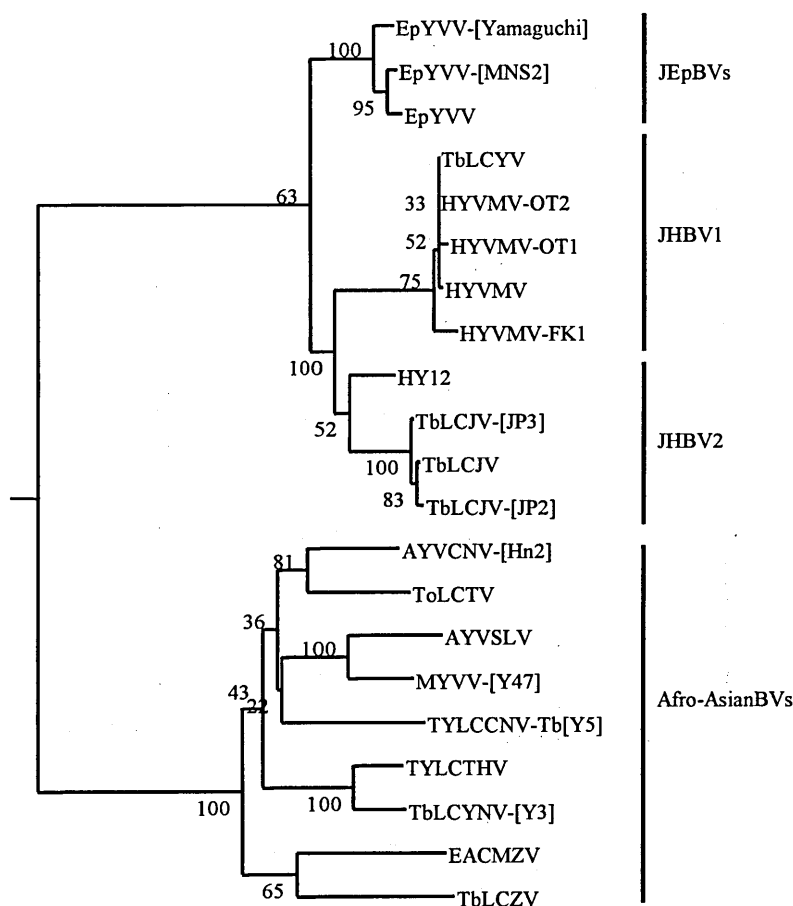 EpYVV-[Yamaguchi]
100
EpYVV-[MNS2]
JEpBVs
95
EpYVV
TbLCYV
63
33
HYVMV-OT2
52
HYVMV-OT1
JHBV1
75
HYVMV
HYVMV-FK1
100
HY12
TbLCJV-[JP3]
52
JHBV2
100
TbLCJV
83
TbLCJV-[JP2]
AYVCNV-[Hn2]
81
ToLCTV
36
AYVSLV
100
MYVV-[Y47]
43
22
Afro-AsianBVs
TYLCCNV-Tb[Y5]
TYLCTHV
100
100
TbLCYNV-[Y3]
EACMZV
65
TbLCZV